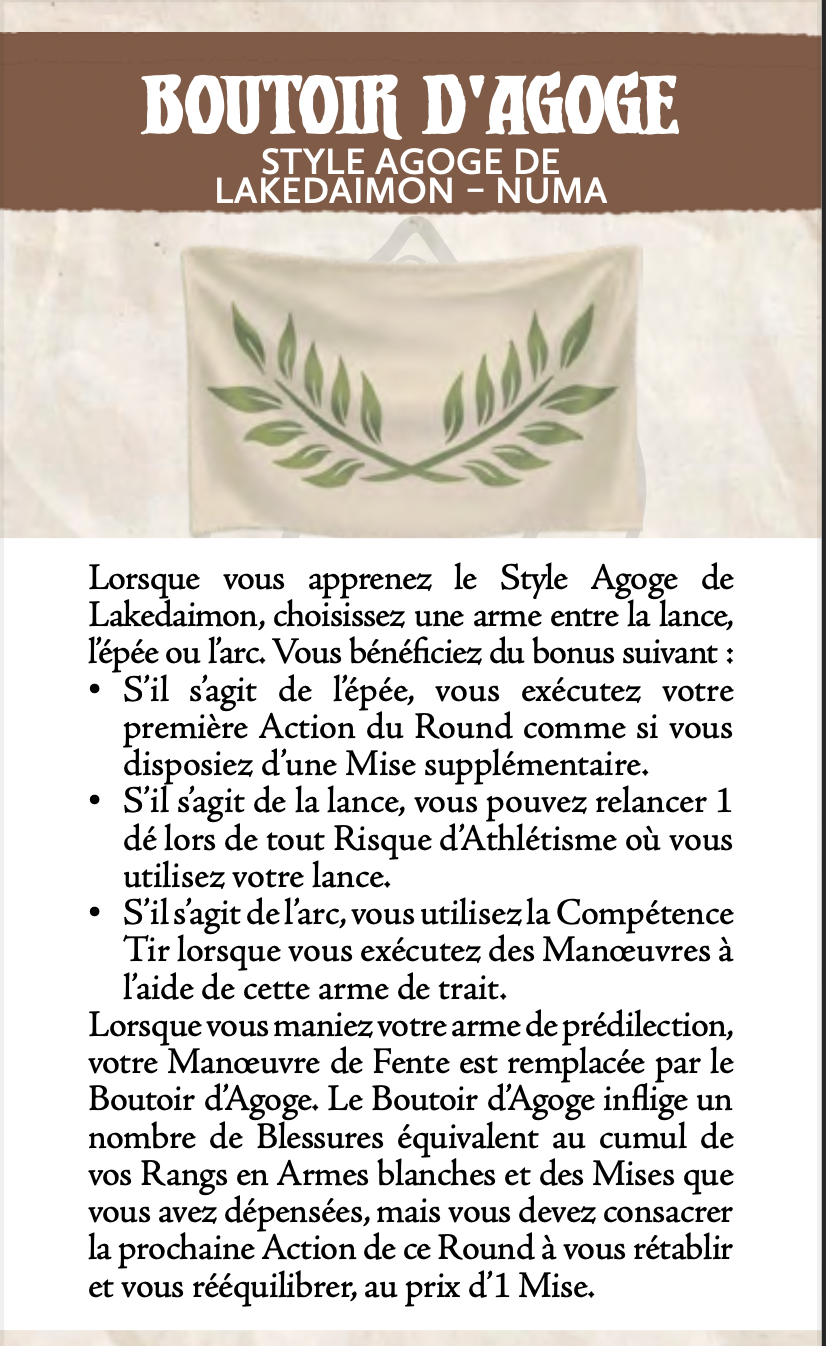 BOUTOIR D'AGOGE
STYLE AGOGE DE
LAKEDAIMON – NUMA
Lorsque vous apprenez le Style Agoge de
Lakedaimon, choisissez une arme entre la lance,
l’épée ou l’arc. Vous bénéficiez du bonus suivant :
• S’il s’agit de l’épée, vous exécutez votre
première Action du Round comme si vous
disposiez d’une Mise supplémentaire.
• S’il s’agit de la lance, vous pouvez relancer 1
dé lors de tout Risque d’Athlétisme où vous
utilisez votre lance.
• S’il s’agit de l’arc, vous utilisez la Compétence
Tir lorsque vous exécutez des Manœuvres à
l’aide de cette arme de trait.
Lorsque vous maniez votre arme de prédilection,
votre Manœuvre de Fente est remplacée par le
Boutoir d’Agoge. Le Boutoir d’Agoge inflige un
nombre de Blessures équivalent au cumul de
vos Rangs en Armes blanches et des Mises que
vous avez dépensées, mais vous devez consacrer
la prochaine Action de ce Round à vous rétablir
et vous rééquilibrer, au prix d’1 Mise.